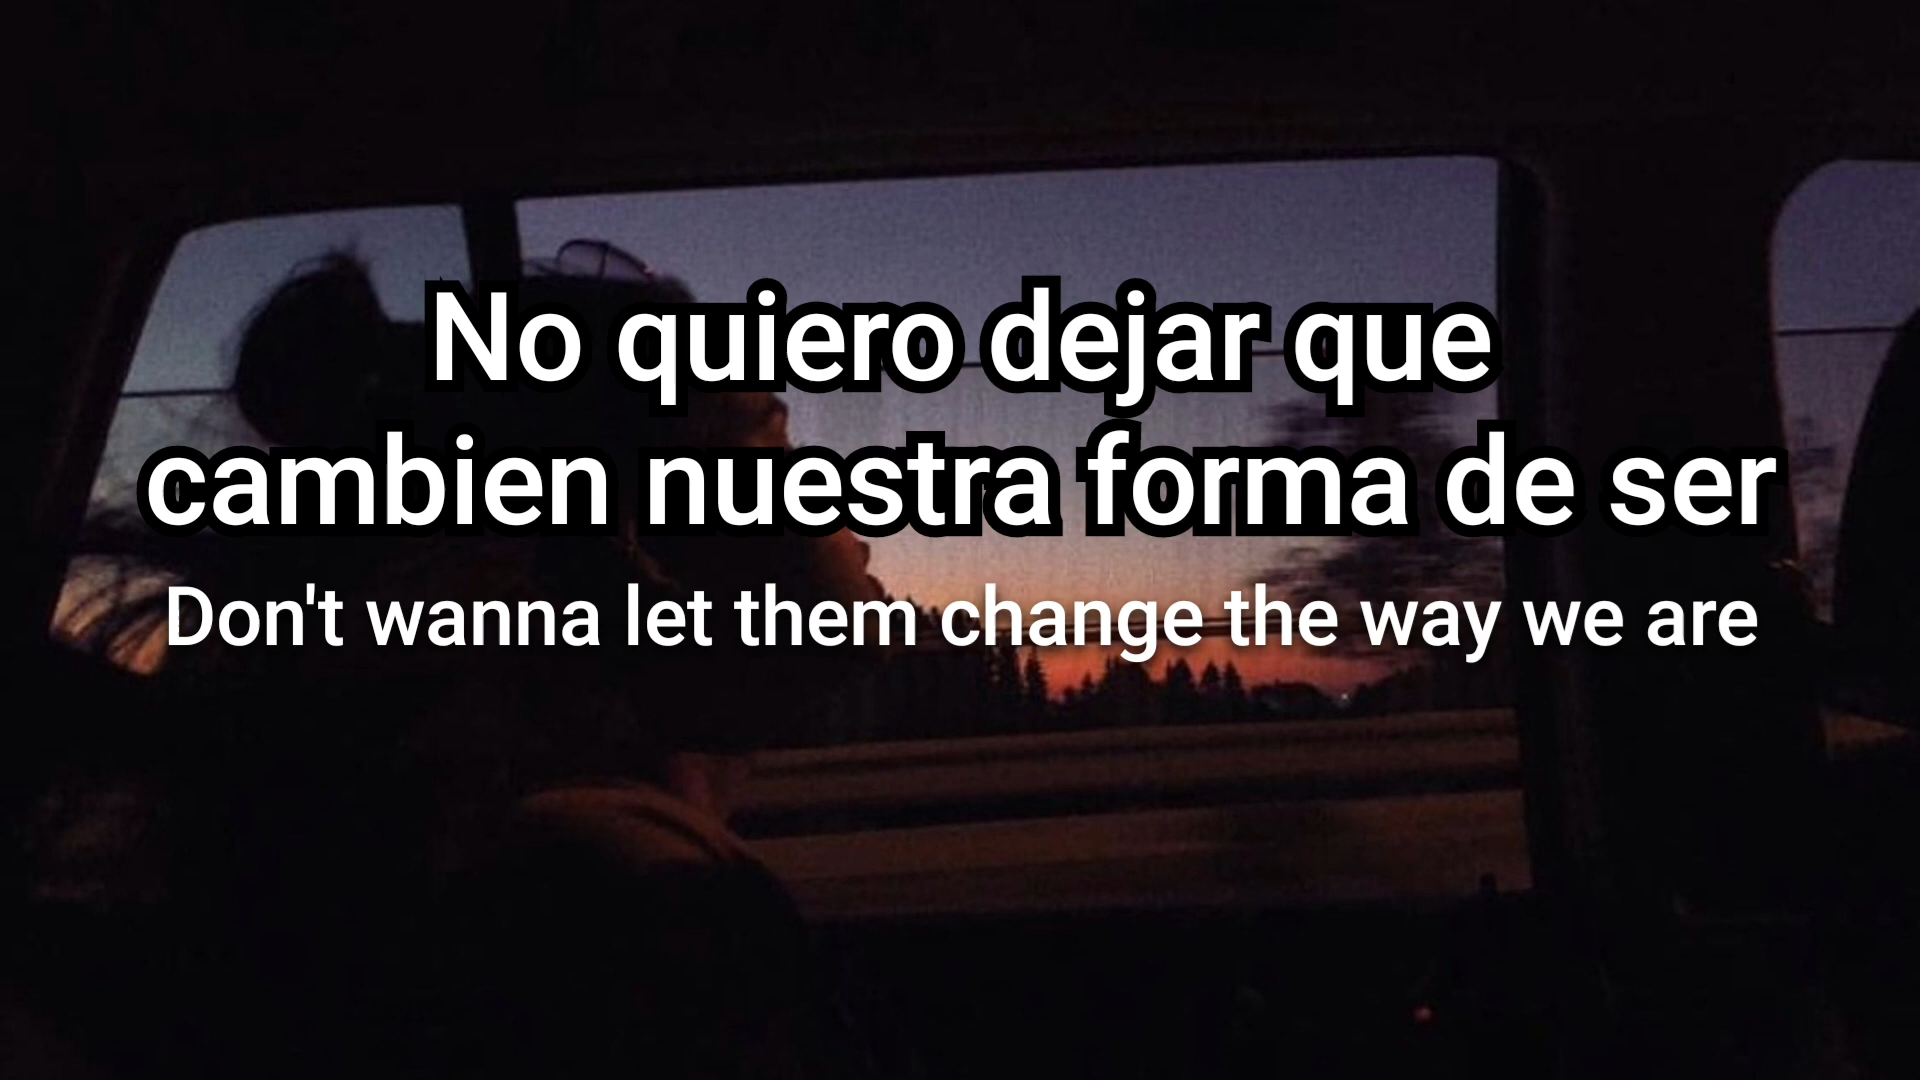 No quiero dejar que
cambien nuestra forma de ser
Don't wanna let them change the way we are